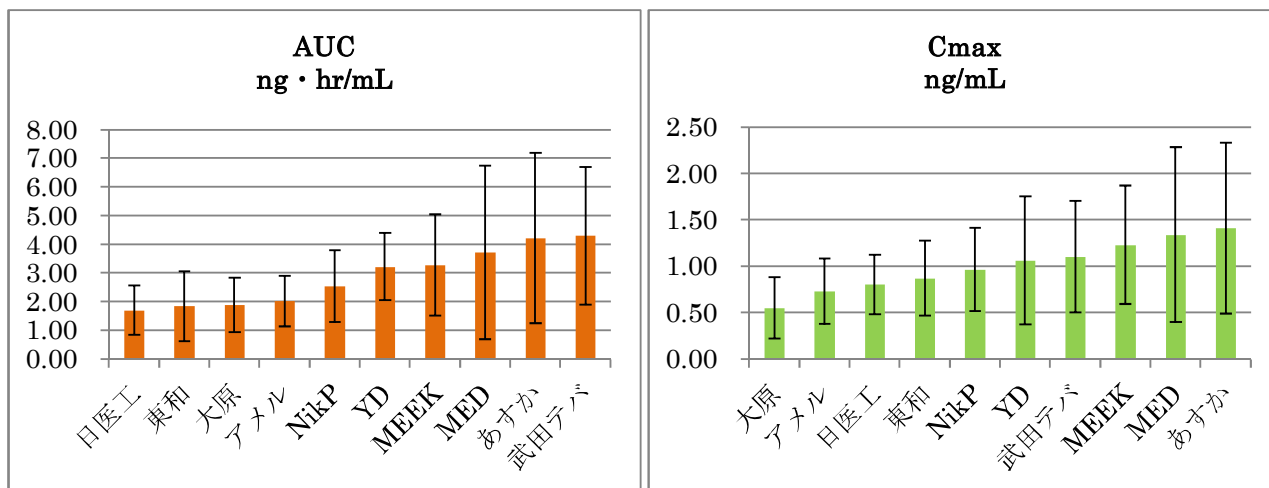 AUC
ng・hr/mL
8.00
7.00
6.00
5.00
4.00
3.00
2.00
1.00
0.00
日医工
東和
大原
アメル
NikP
YD
MEEK
MED
あすか
武田テバ
Cmax
ng/mL
2.50
2.00
1.50
1.00
0.50
0.00
大原
アメル
日医工
東和
NikP
YD
武田テバ
MEEK
MED
あすか